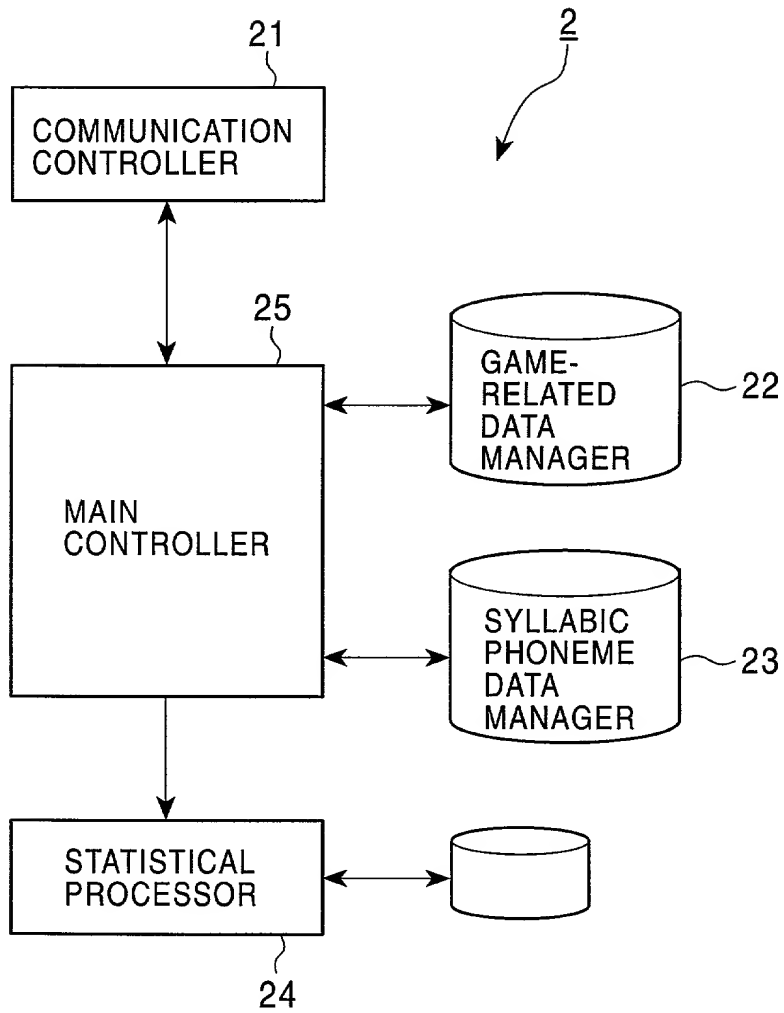 21
2
COMMUNICATION
CONTROLLER
25
GAME-
RELATED
DATA
MANAGER
22
MAIN
CONTROLLER
SYLLABIC
PHONEME
DATA
MANAGER
23
STATISTICAL
PROCESSOR
24